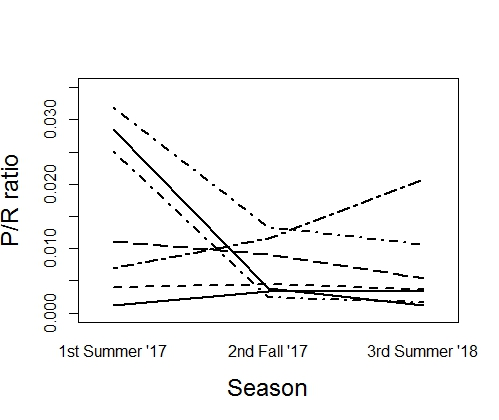 0.030
0.020
0.010
0.000
P/R ratio
1st Summer '17 2nd Fall '17 3rd Summer '18
Season